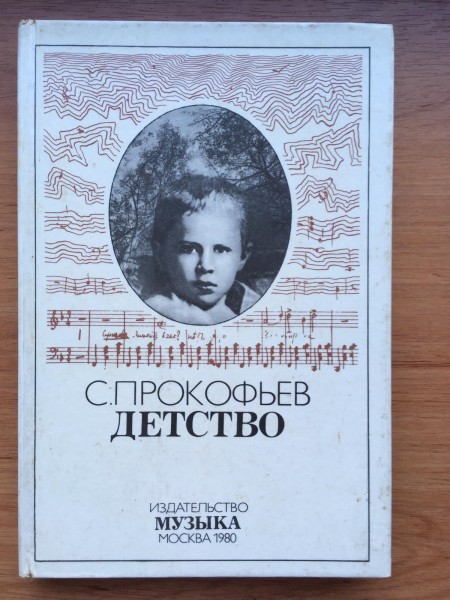 С.ПРОКОФЬЕВ
ДЕТСТВО
ИЗДАТЕЛЬСТВО
МУЗЫКА
МОСКВА 1980